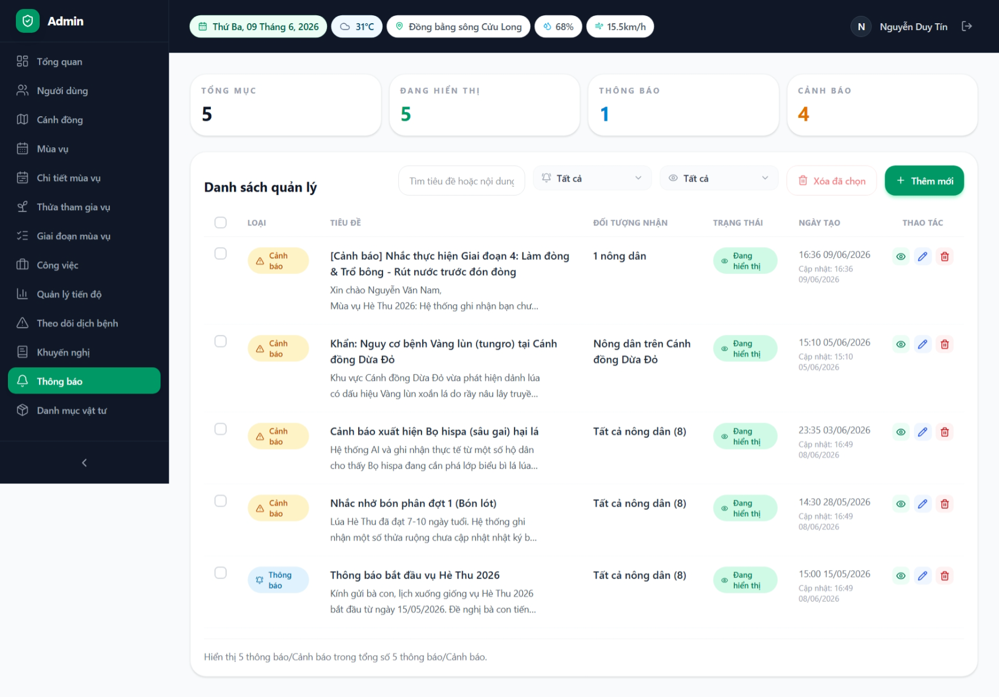 Admin
Thứ Ba, 09 Tháng 6, 2026
31°C
Đồng bằng sông Cửu Long
68%
15.5km/h
N
Nguyễn Duy Tín
Tổng quan
Người dùng
Cánh đồng
Mùa vụ
Chi tiết mùa vụ
Thửa tham gia vụ
Giai đoạn mùa vụ
Công việc
Quản lý tiến độ
Theo dõi dịch bệnh
Khuyến nghị
Thông báo
Danh mục vật tư
TỔNG MỤC
5
ĐANG HIỂN THỊ
5
THÔNG BÁO
1
CẢNH BÁO
4
Danh sách quản lý
Tìm tiêu đề hoặc nội dung
Tất cả
Tất cả
Xóa đã chọn
Thêm mới
LOẠI
TIÊU ĐỀ
ĐỐI TƯỢNG NHẬN
TRẠNG THÁI
NGÀY TẠO
THAO TÁC
Cảnh
báo
[Cảnh báo] Nhắc thực hiện Giai đoạn 4: Làm đòng
& Trổ bông - Rút nước trước đón đòng
Xin chào Nguyễn Văn Nam,
Mùa vụ Hè Thu 2026: Hệ thống ghi nhận bạn chư...
1 nông dân
Đang
hiển thị
16:36 09/06/2026
Cập nhật: 16:36
09/06/2026
Cảnh
báo
Khẩn: Nguy cơ bệnh Vàng lùn (tungro) tại Cánh
đồng Dừa Đỏ
Khu vực Cánh đồng Dừa Đỏ vừa phát hiện dảnh lúa
có dấu hiệu Vàng lùn xoắn lá do rầy nâu lây truyề...
Nông dân trên Cánh
đồng Dừa Đỏ
Đang
hiển thị
15:10 05/06/2026
Cập nhật: 15:10
05/06/2026
Cảnh
báo
Cảnh báo xuất hiện Bọ hispa (sâu gai) hại lá
Hệ thống AI và ghi nhận thực tế từ một số hộ dân
cho thấy Bọ hispa đang cắn phá lớp biểu bì lá lúa...
Tất cả nông dân (8)
Đang
hiển thị
23:35 03/06/2026
Cập nhật: 16:49
08/06/2026
Cảnh
báo
Nhắc nhở bón phân đợt 1 (Bón lót)
Lúa Hè Thu đã đạt 7-10 ngày tuổi. Hệ thống ghi
nhận một số thửa ruộng chưa cập nhật nhật ký b...
Tất cả nông dân (8)
Đang
hiển thị
14:30 28/05/2026
Cập nhật: 16:49
08/06/2026
Thông
báo
Thông báo bắt đầu vụ Hè Thu 2026
Kính gửi bà con, lịch xuống giống vụ Hè Thu 2026
bắt đầu từ ngày 15/05/2026. Đề nghị bà con tiến...
Tất cả nông dân (8)
Đang
hiển thị
15:00 15/05/2026
Cập nhật: 16:49
08/06/2026
Hiển thị 5 thông báo/Cảnh báo trong tổng số 5 thông báo/Cảnh báo.